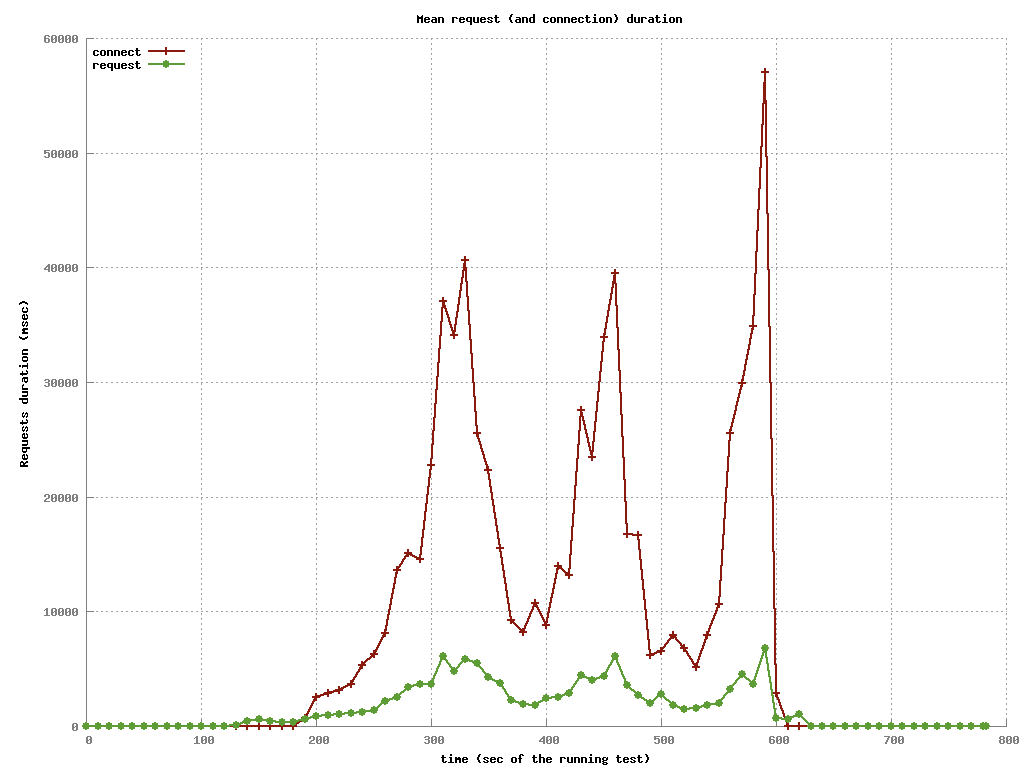 Mean request (and connection) duration
60000
connect
request
50000
40000
30000
20000
10000
0
Requests duration (msec)
0 100 200 300 400 500 600 700 800
time (sec of the running test)